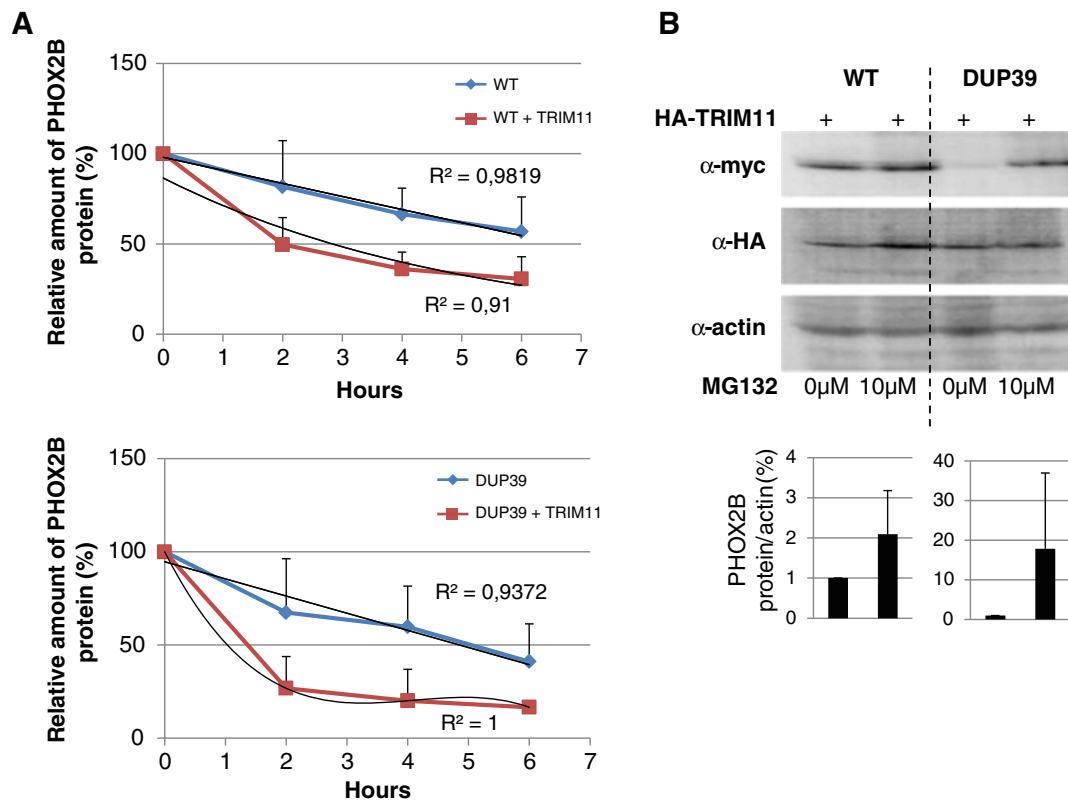 A
Relative amount of PHOX2B
protein (%)
150
100
50
0
0 1 2 3 4 5 6 7
Hours
WT
WT + TRIM11
R² = 0,9819
R² = 0,91
Relative amount of PHOX2B
protein (%)
150
100
50
0
0 1 2 3 4 5 6 7
Hours
DUP39
DUP39 + TRIM11
R² = 0,9372
R² = 1
B
WT DUP39
HA-TRIM11 + + + +
α-myc
α-HA
α-actin
MG132 0µM 10µM 0µM 10µM
PHOX2B
protein/actin(%)
4
3
2
1
0
40
30
20
10
0